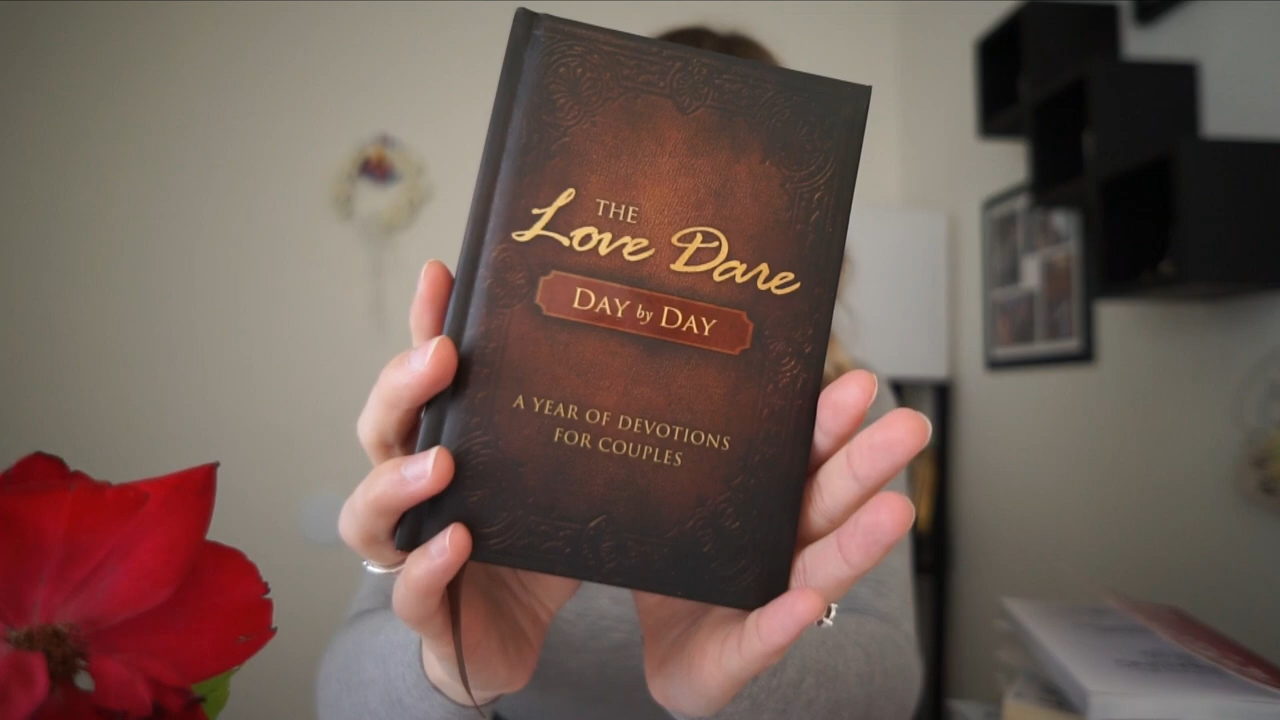 THE
Love Dare
DAY by DAY
A YEAR OF DEVOTIONS
FOR COUPLES